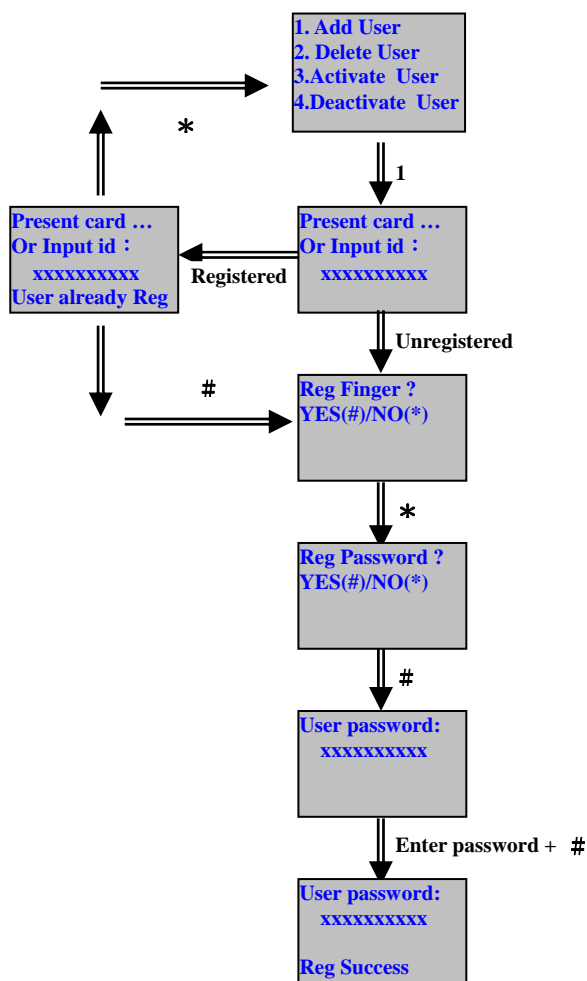 1. Add User
2. Delete User
3.Activate User
4.Deactivate User
*
1
Present card …
Or Input id：
xxxxxxxxxx
User already Reg
Registered
Present card …
Or Input id：
xxxxxxxxxx
Unregistered
#
Reg Finger ?
YES(#)/NO(*)
*
Reg Password ?
YES(#)/NO(*)
#
User password:
xxxxxxxxxx
Enter password + #
User password:
xxxxxxxxxx
Reg Success